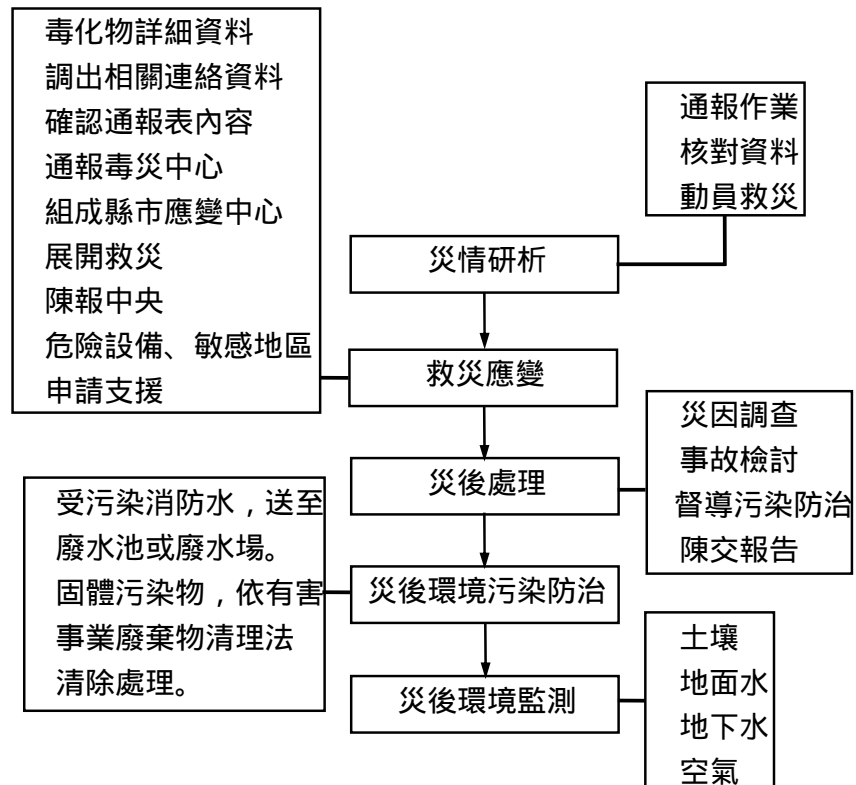 毒化物詳細資料
調出相關連絡資料
確認通報表內容
通報毒災中心
組成縣市應變中心
展開救災
陳報中央
危險設備、敏感地區
申請支援
通報作業
核對資料
動員救災
災情研析
救災應變
災後處理
災因調查
事故檢討
督導污染防治
陳交報告
受污染消防水，送至
廢水池或廢水場。
固體污染物，依有害
事業廢棄物清理法
清除處理。
災後環境污染防治
災後環境監測
土壤
地面水
地下水
空氣